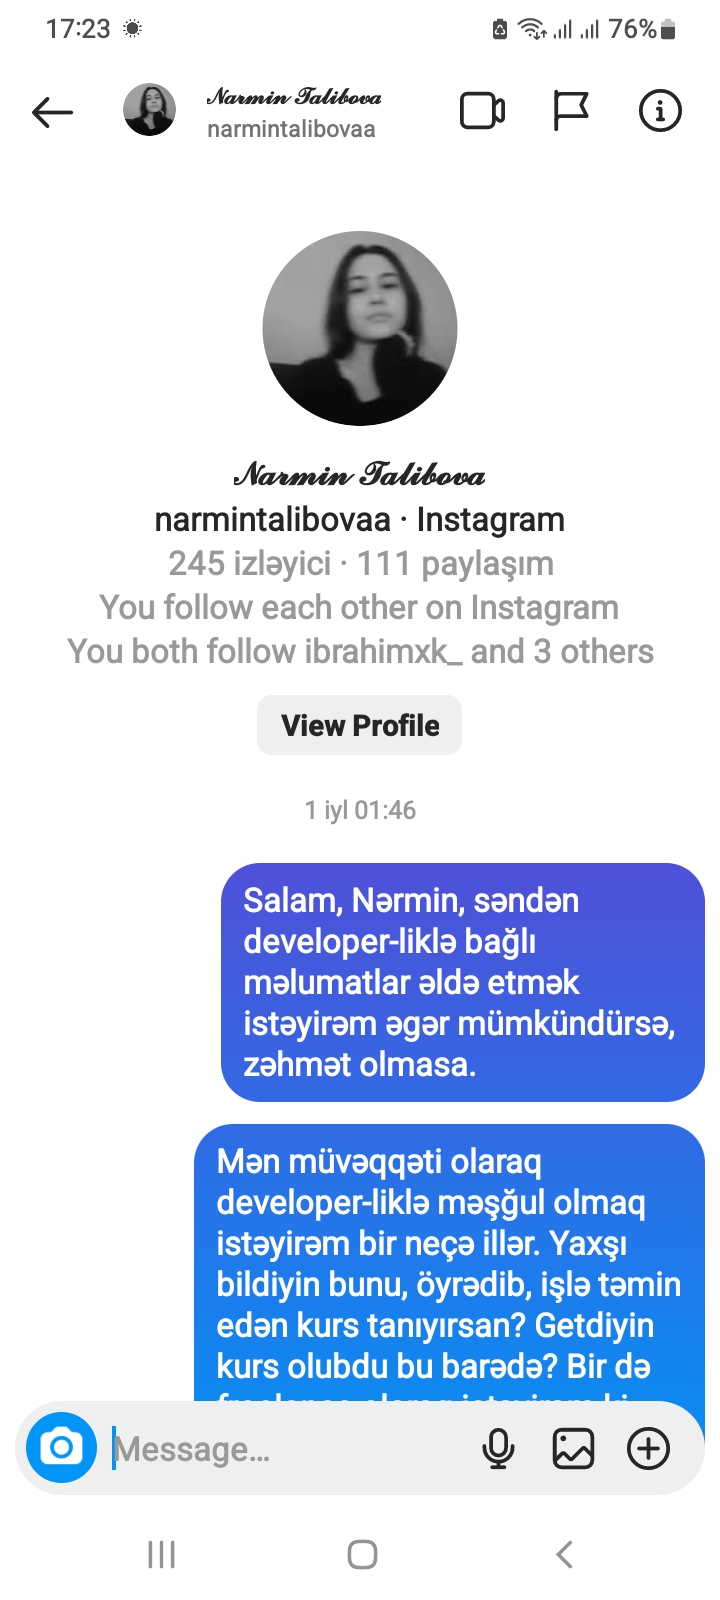 17:23
76%
Narmin Talibova
narmintalibovaa
Narmin Talibova
narmintalibovaa · Instagram
245 izləyici · 111 paylaşım
You follow each other on Instagram
You both follow ibrahimxk_ and 3 others
View Profile
1 iyl 01:46
Salam, Nərmin, səndən
developer-liklə bağlı
məlumatlar əldə etmək
istəyirəm əgər mümkündürsə,
zəhmət olmasa.
Mən müvəqqəti olaraq
developer-liklə məşğul olmaq
istəyirəm bir neçə illər. Yaxşı
bildiyin bunu, öyrədib, işlə təmin
edən kurs tanıyırsan? Getdiyin
kurs olubdu bu barədə? Bir də
Message...